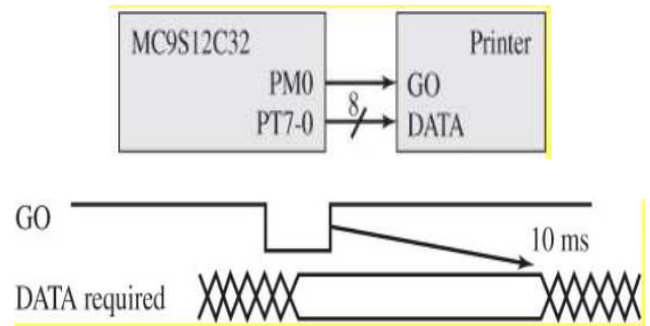 MC9S12C32 Printer
PM0 GO
PT7-0 8 DATA
GO
10 ms
DATA required